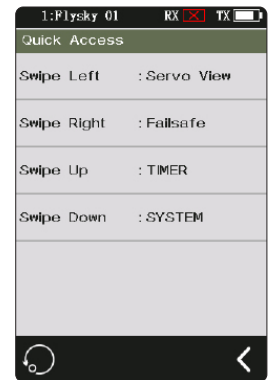 1:Flysky 01 RX TX
Quick Access
Swipe Left :Servo View
Swipe Right :Failsafe
Swipe Up :TIMER
Swipe Down :SYSTEM